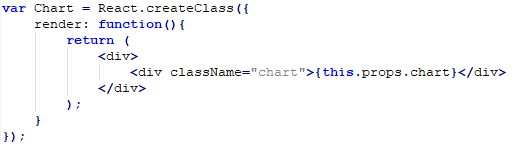 var Chart = React.createClass({
    render: function(){
        return (
            <div>
                <div className="chart">{this.props.chart}</div>
            </div>
        );
    }
});